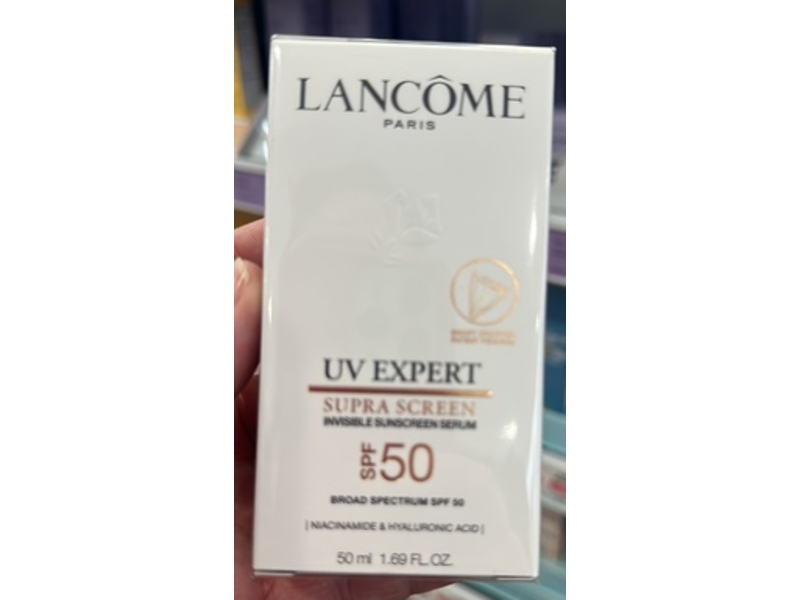 LANCÔME
PARIS
UV EXPERT
SUPRA SCREEN
INVISIBLE SUNSCREEN SERUM
SPF 50
BROAD SPECTRUM SPF 50
| NIACINAMIDE & HYALURONIC ACID |
50 ml 1.69 FL.OZ.